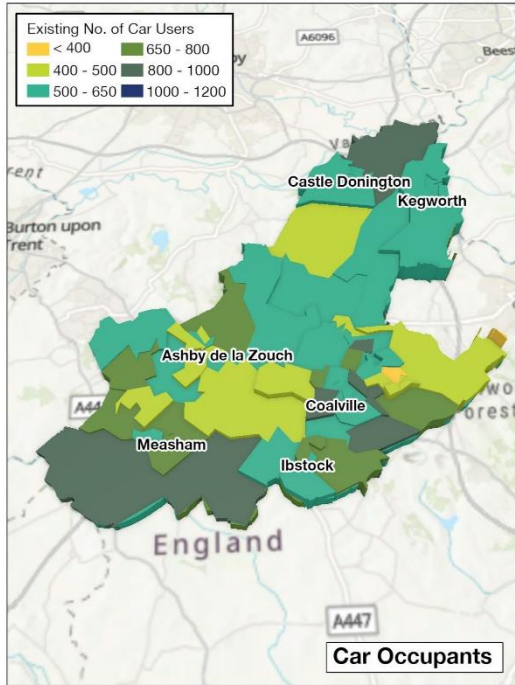 Existing No. of Car Users
< 400
650 - 800
400 - 500
800 - 1000
500 - 650
1000 - 1200
A6096
Castle Donington
Kegworth
Burton upon
Trent
Ashby de la Zouch
Coalville
Measham
Ibstock
England
A447
Car Occupants